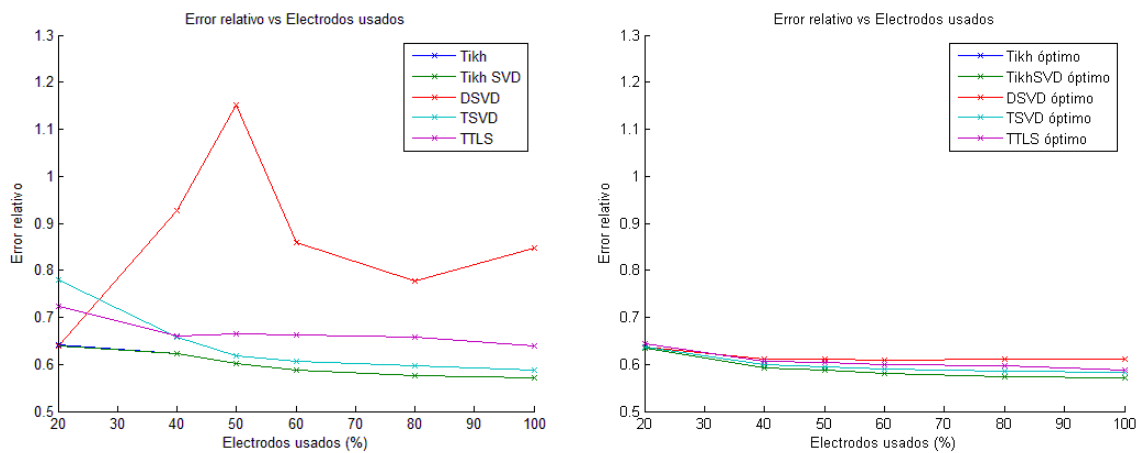 Error relativo vs Electrodos usados
1.3
1.2
1.1
1
0.9
0.8
0.7
0.6
0.5
Error relativo
Tikh
Tikh SVD
DSVD
TSVD
TTLS
20 30 40 50 60 70 80 90 100
Electrodos usados (%)
Error relativo vs Electrodos usados
1.3
1.2
1.1
1
0.9
0.8
0.7
0.6
0.5
Error relativo
Tikh óptimo
TikhSVD óptimo
DSVD óptimo
TSVD óptimo
TTLS óptimo
20 30 40 50 60 70 80 90 100
Electrodos usados (%)